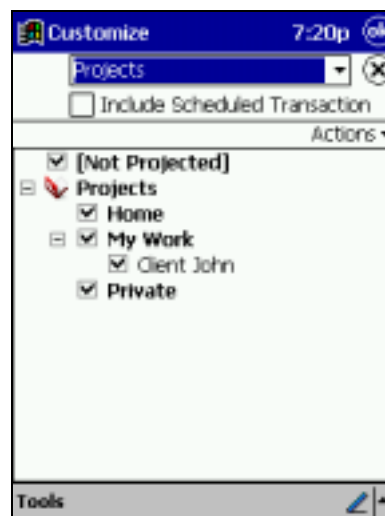 Customize 7:20p ok
Projects
Include Scheduled Transaction
Actions
[Not Projected]
Projects
Home
My Work
Client John
Private
Tools